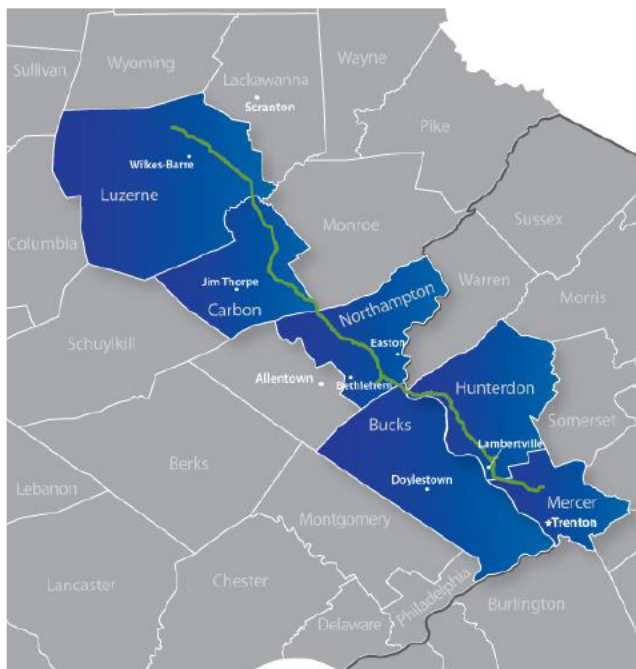 Wayne
Wyoming
Sullivan
Lackawanna
Scranton
Pike
Wilkes-Barre
Luzerne
Monroe
Sussex
Columbia
Jim Thorpe
Carbon
Northampton
Warren
Morris
Schuylkill
Easton
Allentown
Bethlehem
Hunterdon
Bucks
Somerset
Lambertville
Berks
Lebanon
Doylestown
Mercer
Trenton
Montgomery
Lancaster
Chester
Philadelphia
Delaware
Burlington